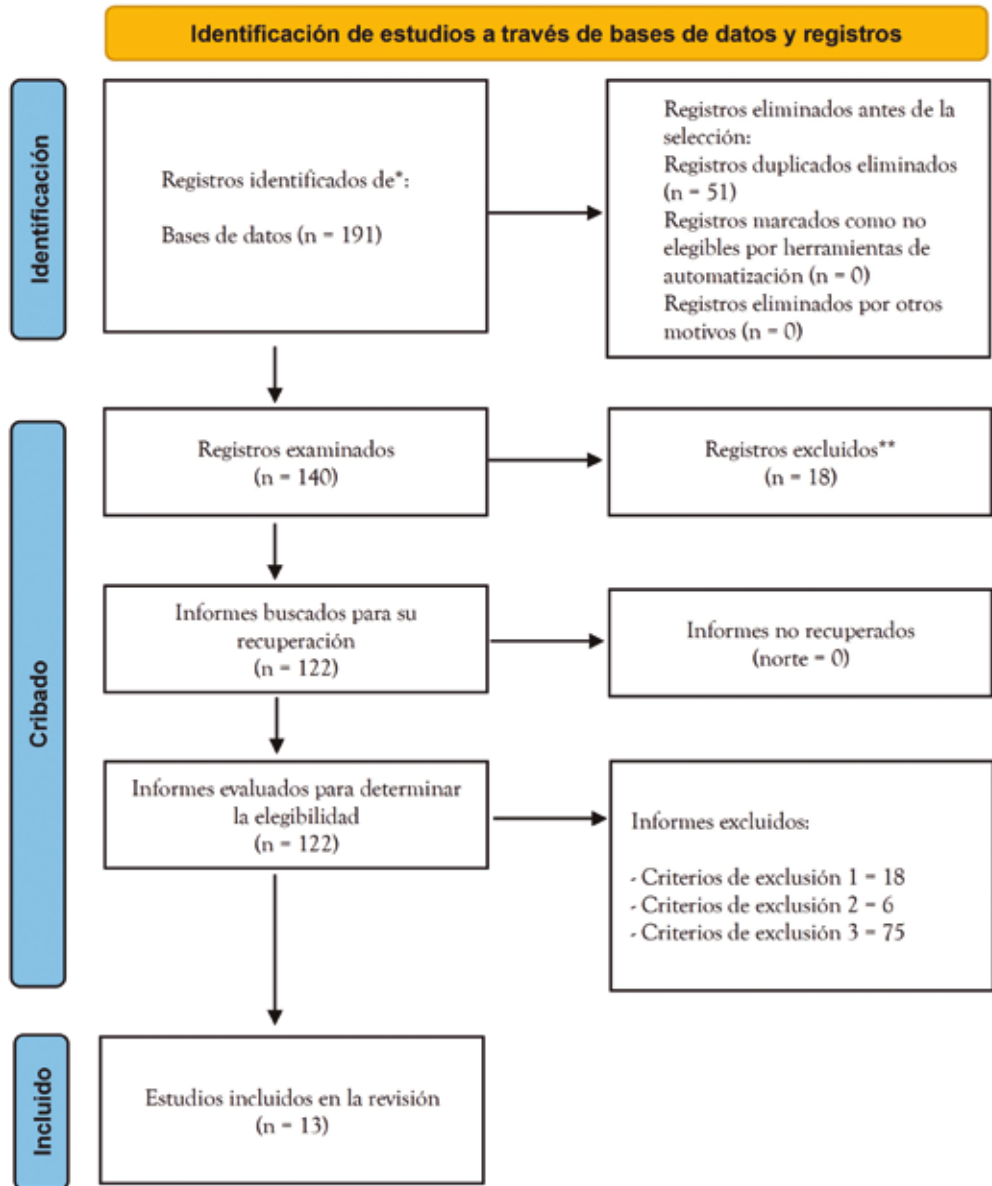 Identificación de estudios a través de bases de datos y registros
Identificación
Registros identificados de*:
Bases de datos (n = 191)
Registros eliminados antes de la
selección:
Registros duplicados eliminados
(n = 51)
Registros marcados como no
elegibles por herramientas de
automatización (n = 0)
Registros eliminados por otros
motivos (n = 0)
Cribado
Registros examinados
(n = 140)
Registros excluidos**
(n = 18)
Informes buscados para su
recuperación
(n = 122)
Informes no recuperados
(norte = 0)
Informes evaluados para determinar
la elegibilidad
(n = 122)
Informes excluidos:
- Criterios de exclusión 1 = 18
- Criterios de exclusión 2 = 6
- Criterios de exclusión 3 = 75
Incluido
Estudios incluidos en la revisión
(n = 13)